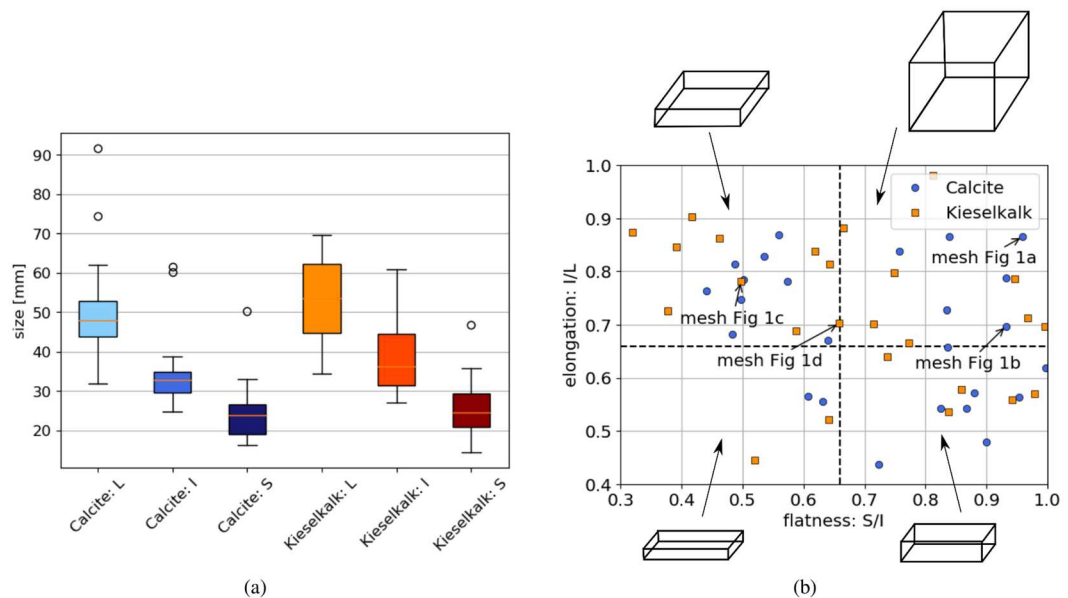 90
80
70
60
50
40
30
20
size [mm]
Calcite: L
Calcite: I
Calcite: S
Kieselkalk: L
Kieselkalk: I
Kieselkalk: S
(a)
1.0
0.9
0.8
0.7
0.6
0.5
0.4
elongation: I/L
Calcite
Kieselkalk
mesh Fig 1a
mesh Fig 1c
mesh Fig 1d
mesh Fig 1b
0.3 0.4 0.5 0.6 0.7 0.8 0.9 1.0
flatness: S/I
(b)